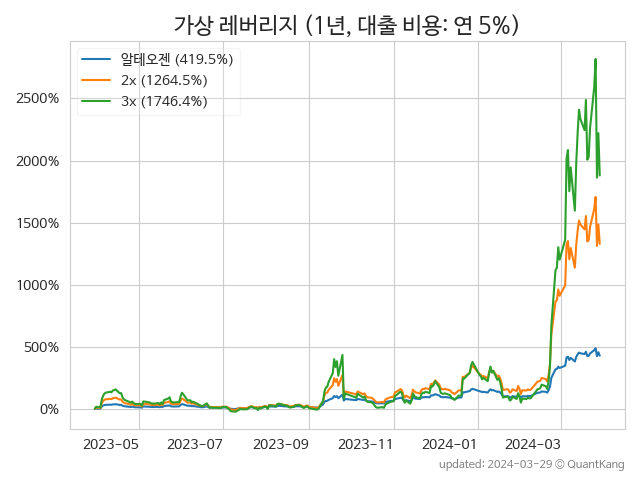 가상 레버리지 (1년, 대출 비용: 연 5%)
알테오젠 (419.5%)
2x (1264.5%)
3x (1746.4%)
2500%
2000%
1500%
1000%
500%
0%
2023-05 2023-07 2023-09 2023-11 2024-01 2024-03
updated: 2024-03-29 © QuantKang